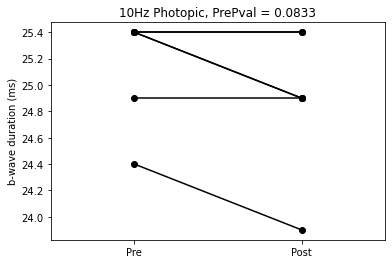 10Hz Photopic, PrePval = 0.0833
b-wave duration (ms)
25.4
25.2
25.0
24.8
24.6
24.4
24.2
24.0
Pre
Post